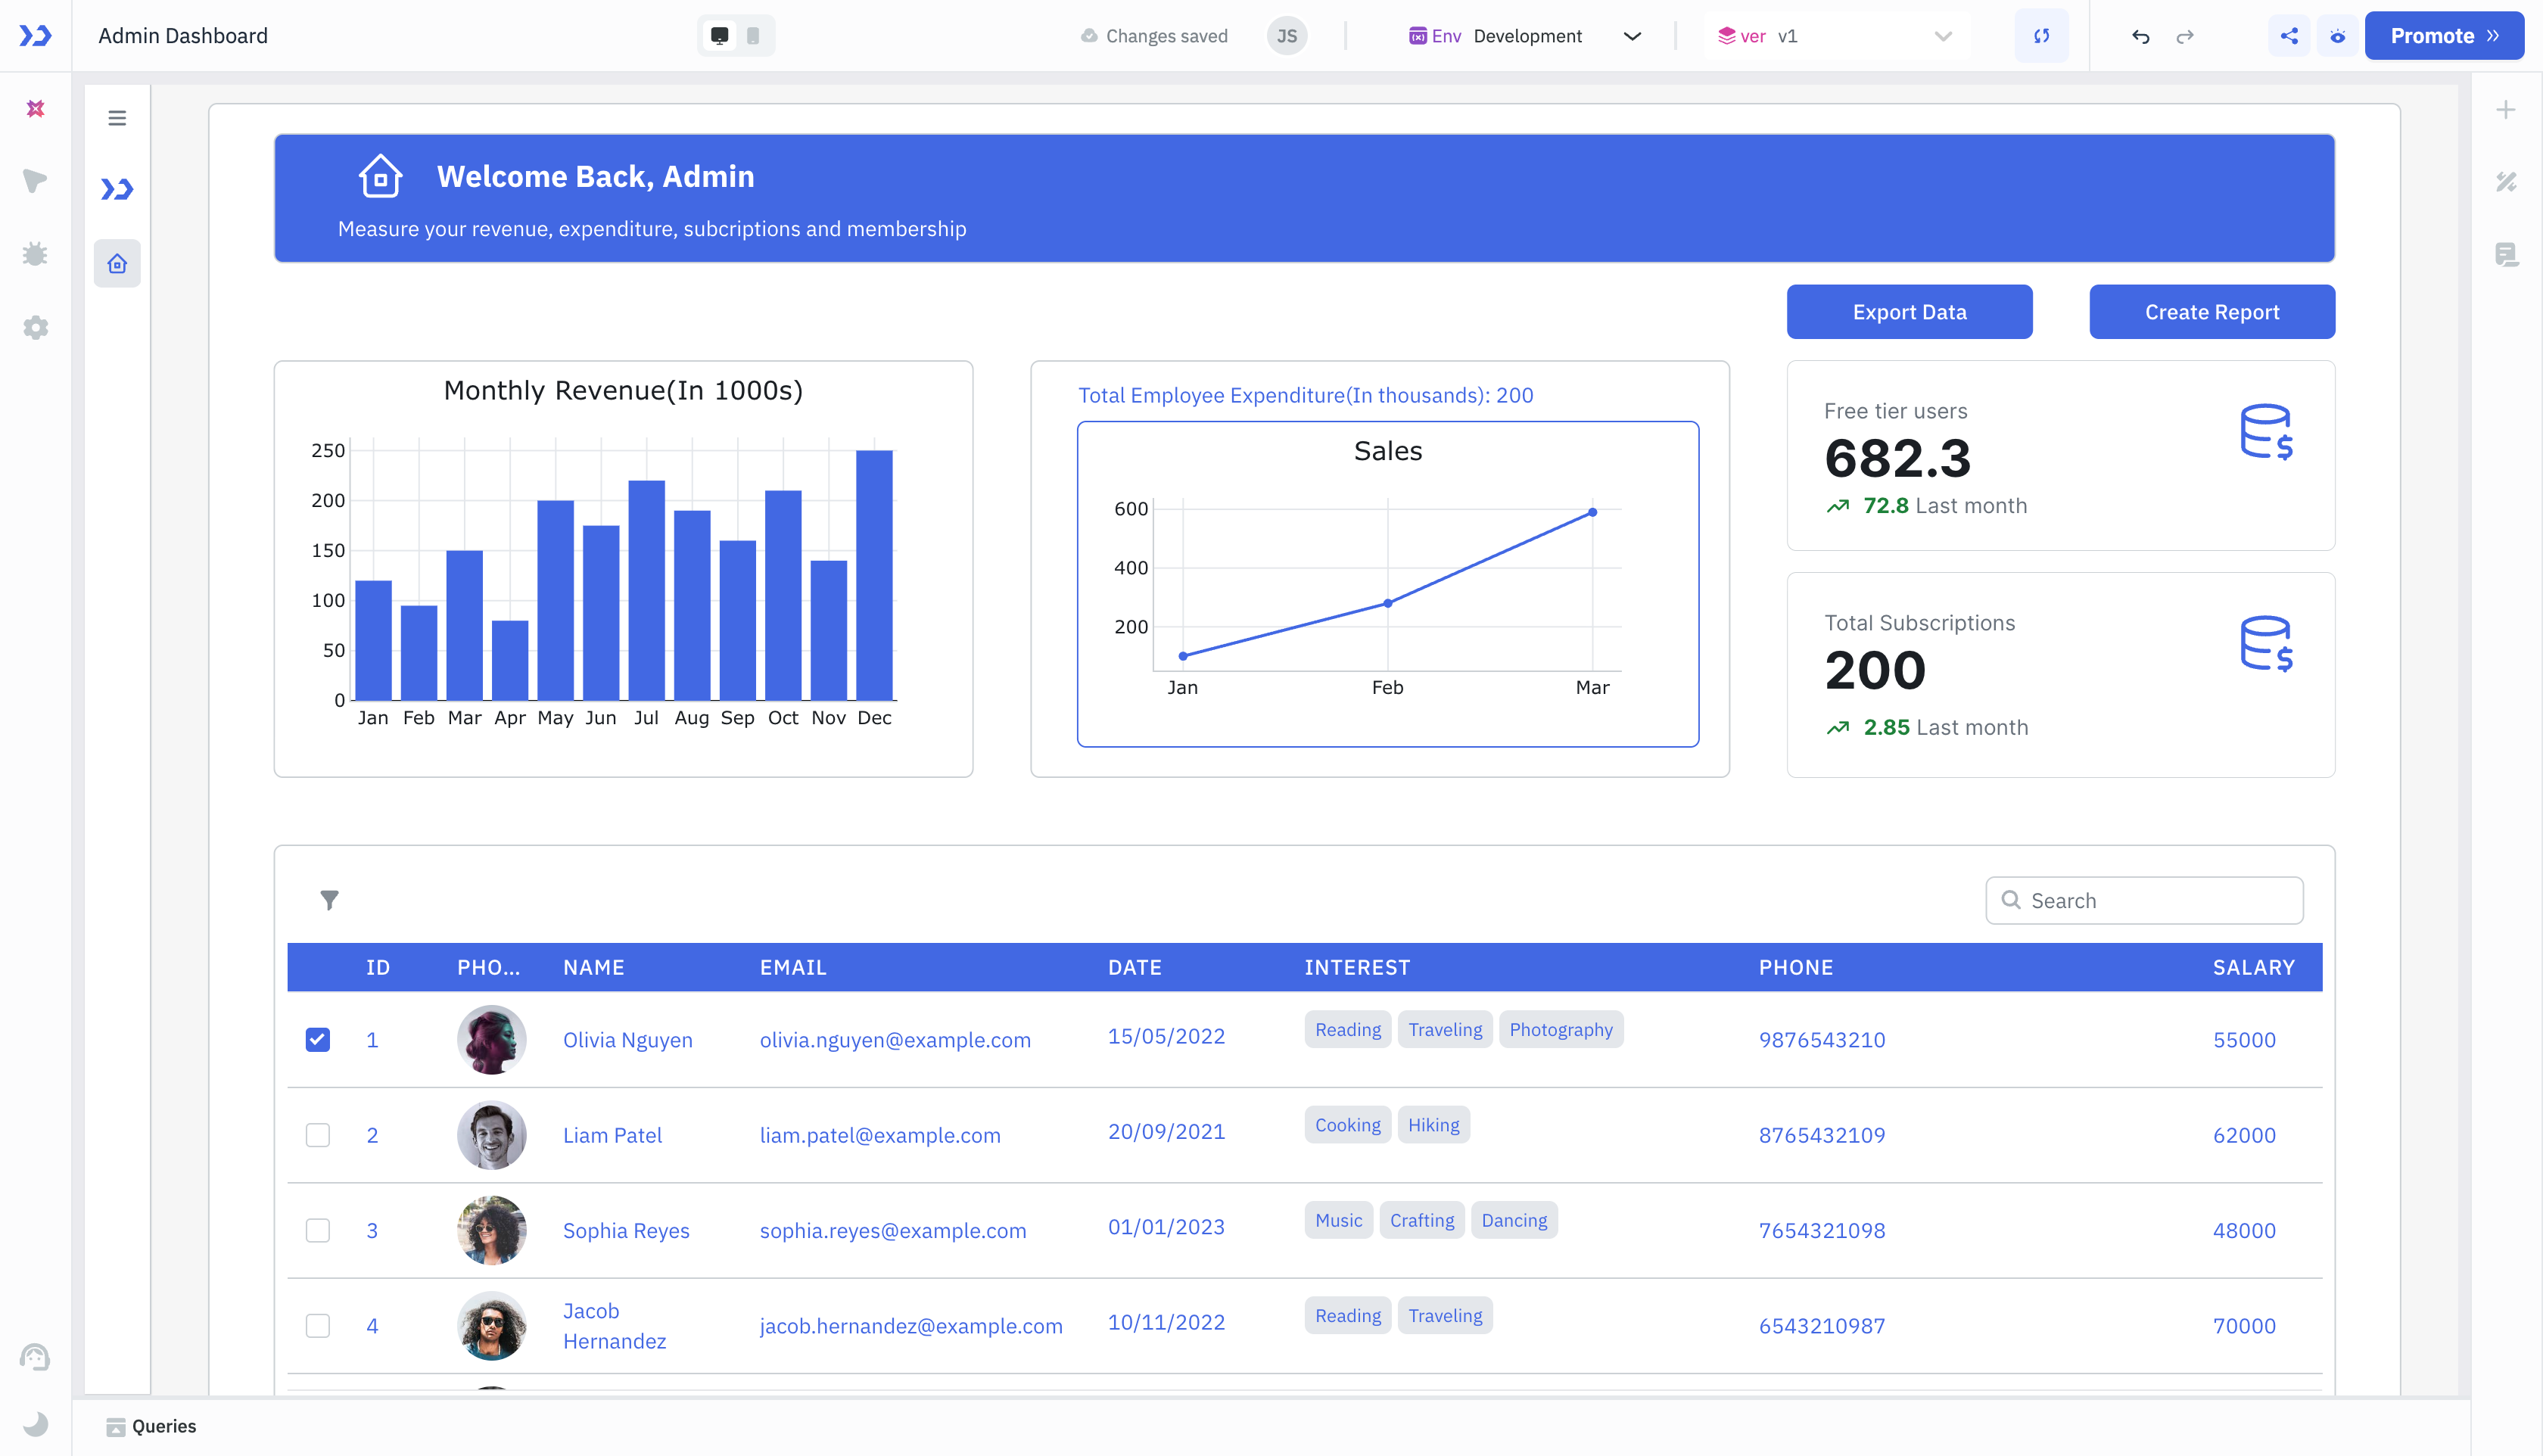 Admin Dashboard
Changes saved
JS
Env Development
ver v1
Promote
Welcome Back, Admin
Measure your revenue, expenditure, subcriptions and membership
Export Data
Create Report
Monthly Revenue(In 1000s)
250
200
150
100
50
0
Jan Feb Mar Apr May Jun Jul Aug Sep Oct Nov Dec
Total Employee Expenditure(In thousands): 200
Sales
600
400
200
Jan Feb Mar
Free tier users
682.3
72.8 Last month
Total Subscriptions
200
2.85 Last month
Search
ID PHO... NAME EMAIL DATE INTEREST PHONE SALARY
1 Olivia Nguyen olivia.nguyen@example.com 15/05/2022 Reading Traveling Photography 9876543210 55000
2 Liam Patel liam.patel@example.com 20/09/2021 Cooking Hiking 8765432109 62000
3 Sophia Reyes sophia.reyes@example.com 01/01/2023 Music Crafting Dancing 7654321098 48000
4 Jacob Hernandez jacob.hernandez@example.com 10/11/2022 Reading Traveling 6543210987 70000
Queries